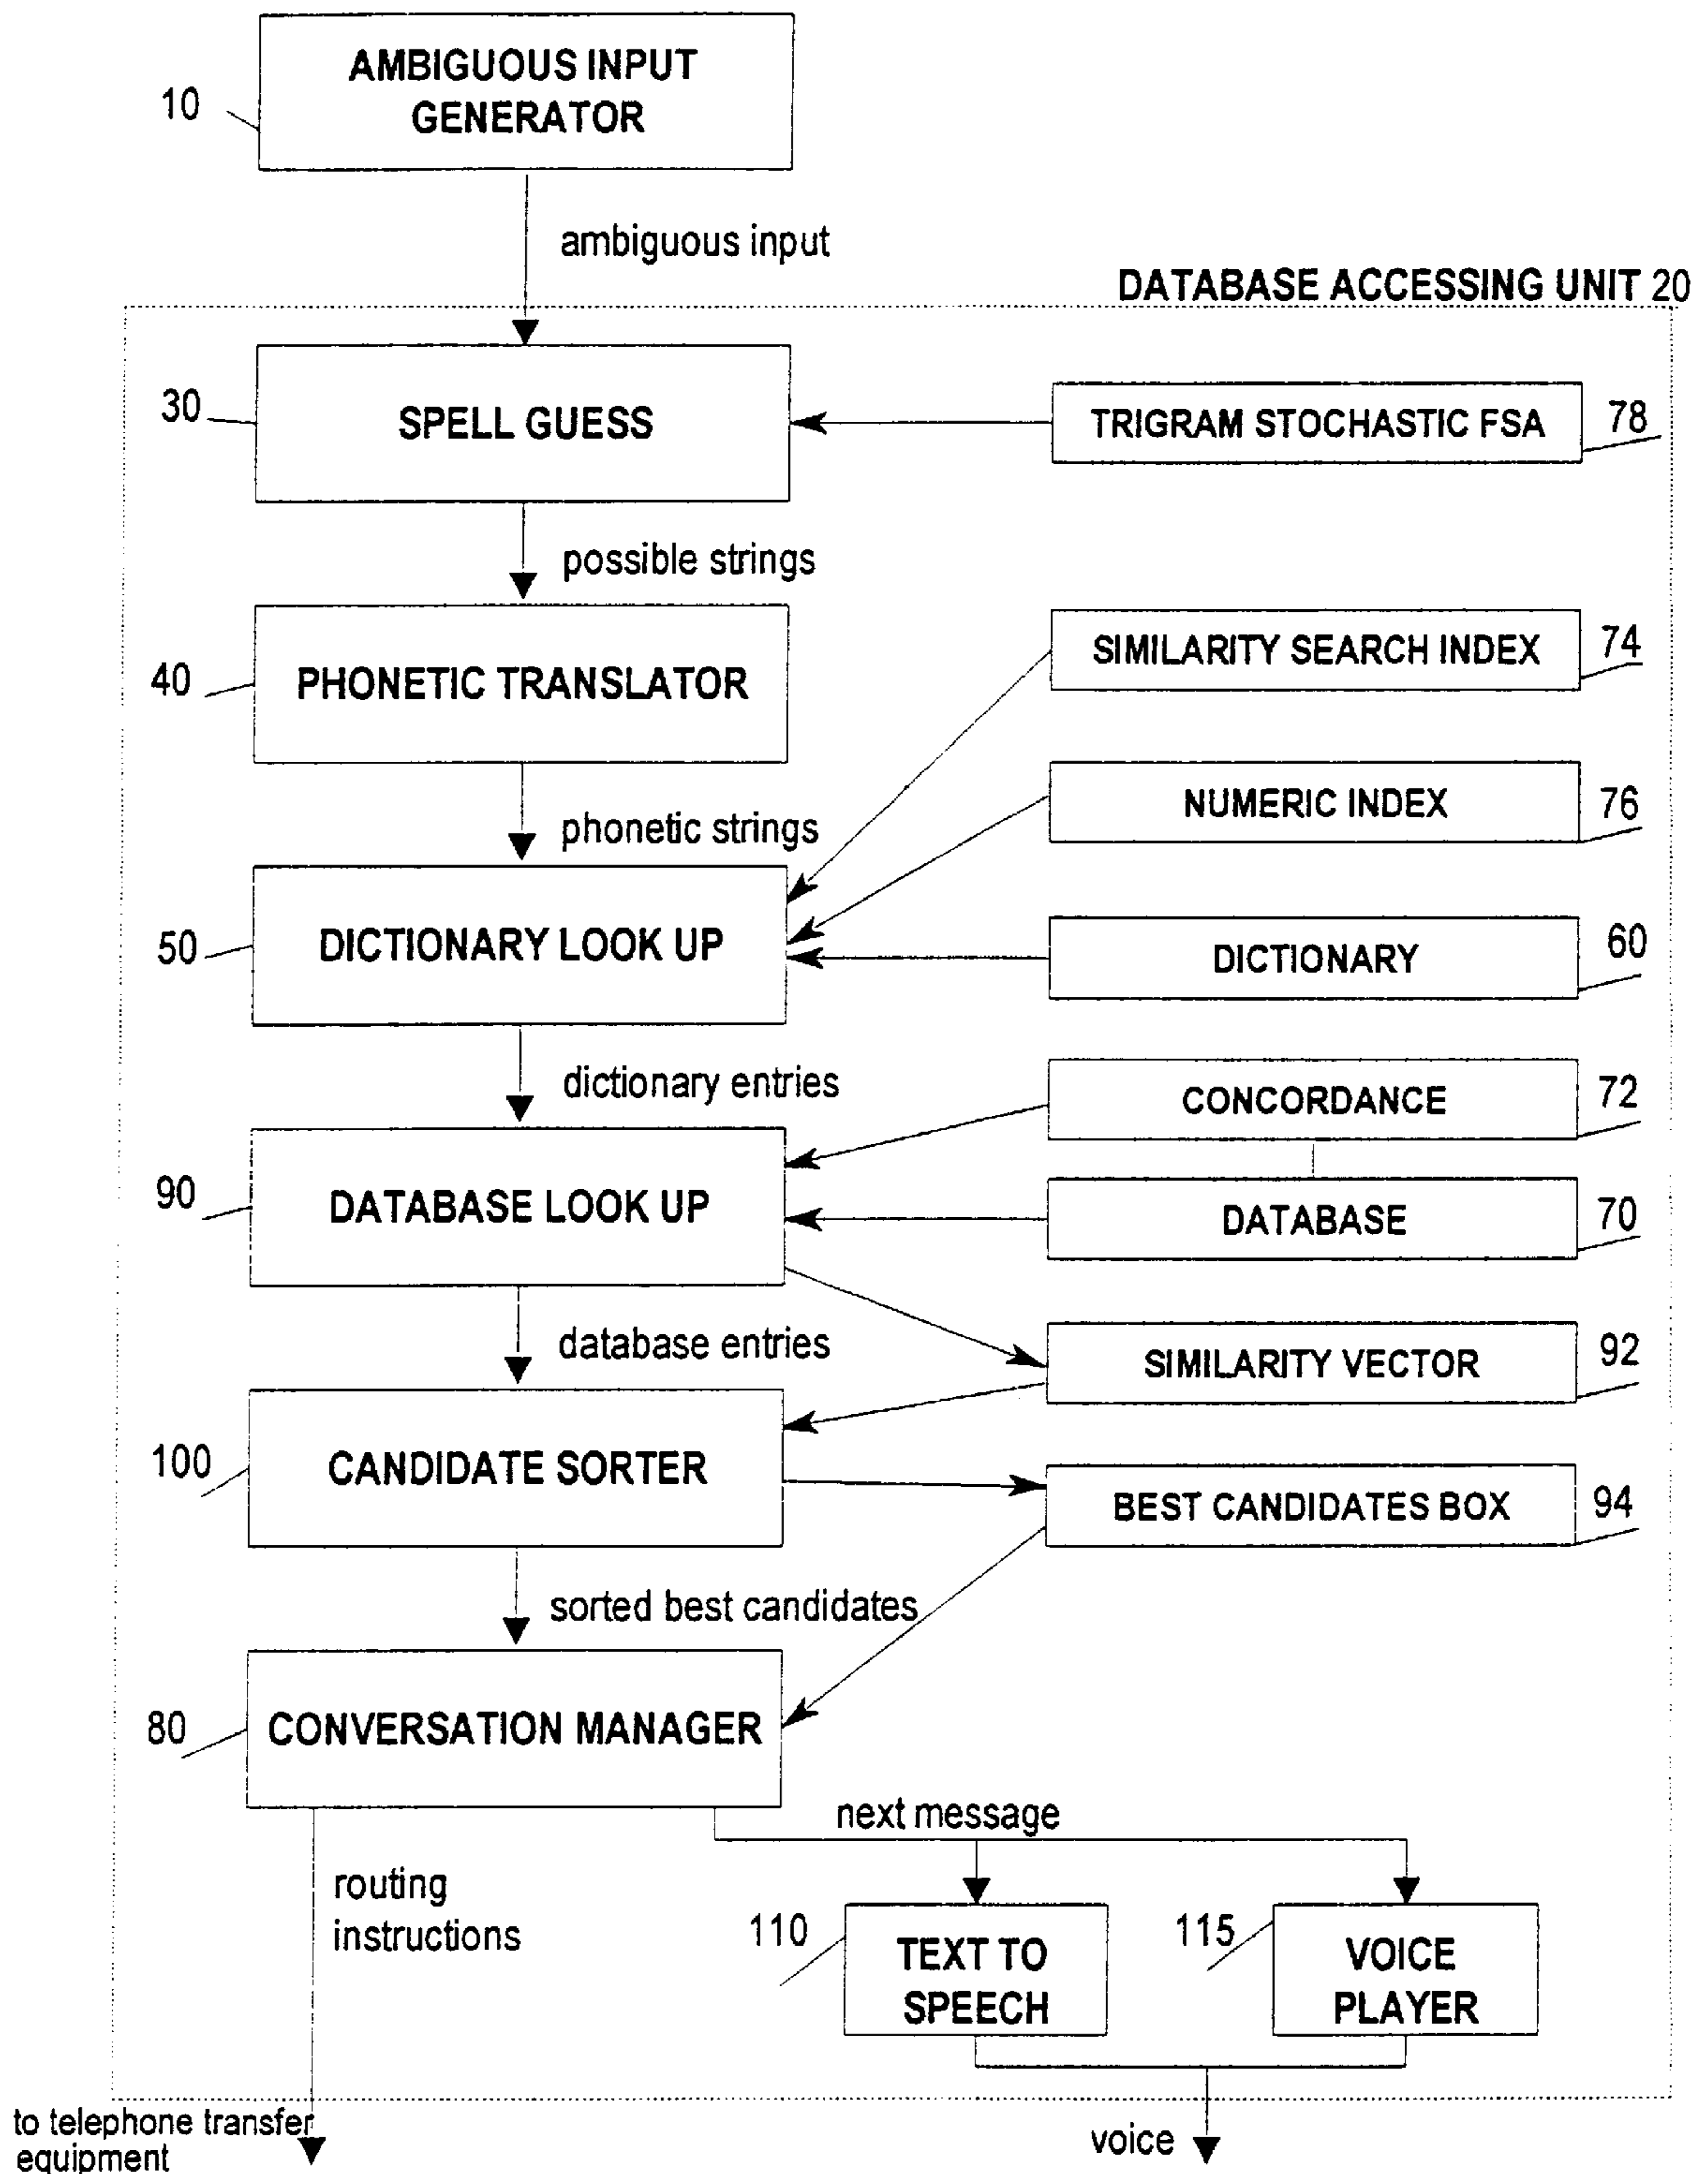 AMBIGUOUS INPUT
GENERATOR
10
ambiguous input
DATABASE ACCESSING UNIT 20
30
SPELL GUESS
TRIGRAM STOCHASTIC FSA
78
possible strings
40
PHONETIC TRANSLATOR
SIMILARITY SEARCH INDEX
74
NUMERIC INDEX
76
phonetic strings
50
DICTIONARY LOOK UP
DICTIONARY
60
dictionary entries
CONCORDANCE
72
90
DATABASE LOOK UP
DATABASE
70
database entries
SIMILARITY VECTOR
92
100
CANDIDATE SORTER
BEST CANDIDATES BOX
94
sorted best candidates
80
CONVERSATION MANAGER
next message
routing
instructions
110
TEXT TO
SPEECH
115
VOICE
PLAYER
to telephone transfer
equipment
voice